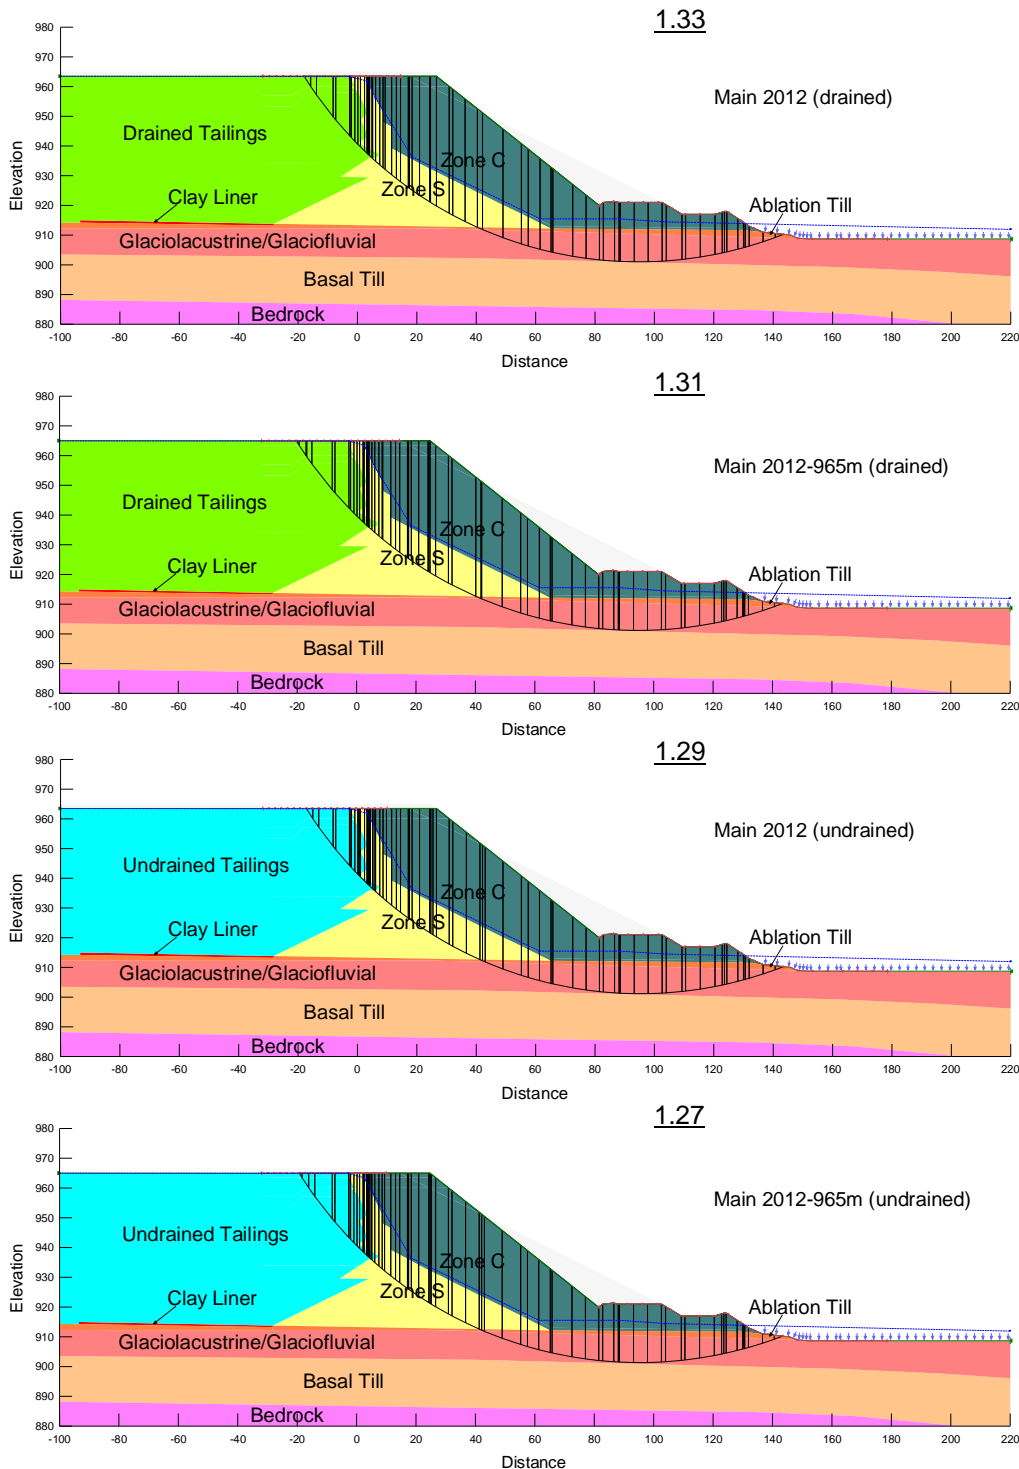 1.33
980
970
960
950
940
930
920
910
900
890
880
Elevation
Main 2012 (drained)
Drained Tailings
Zone C
Zone S
Clay Liner
Ablation Till
Glaciolacustrine/Glaciofluvial
Basal Till
Bedrock
-100 -80 -60 -40 -20 0 20 40 60 80 100 120 140 160 180 200 220
Distance
1.31
980
970
960
950
940
930
920
910
900
890
880
Elevation
Main 2012-965m (drained)
Drained Tailings
Zone C
Zone S
Clay Liner
Ablation Till
Glaciolacustrine/Glaciofluvial
Basal Till
Bedrock
-100 -80 -60 -40 -20 0 20 40 60 80 100 120 140 160 180 200 220
Distance
1.29
980
970
960
950
940
930
920
910
900
890
880
Elevation
Main 2012 (undrained)
Undrained Tailings
Zone C
Zone S
Clay Liner
Ablation Till
Glaciolacustrine/Glaciofluvial
Basal Till
Bedrock
-100 -80 -60 -40 -20 0 20 40 60 80 100 120 140 160 180 200 220
Distance
1.27
980
970
960
950
940
930
920
910
900
890
880
Elevation
Main 2012-965m (undrained)
Undrained Tailings
Zone C
Zone S
Clay Liner
Ablation Till
Glaciolacustrine/Glaciofluvial
Basal Till
Bedrock
-100 -80 -60 -40 -20 0 20 40 60 80 100 120 140 160 180 200 220
Distance